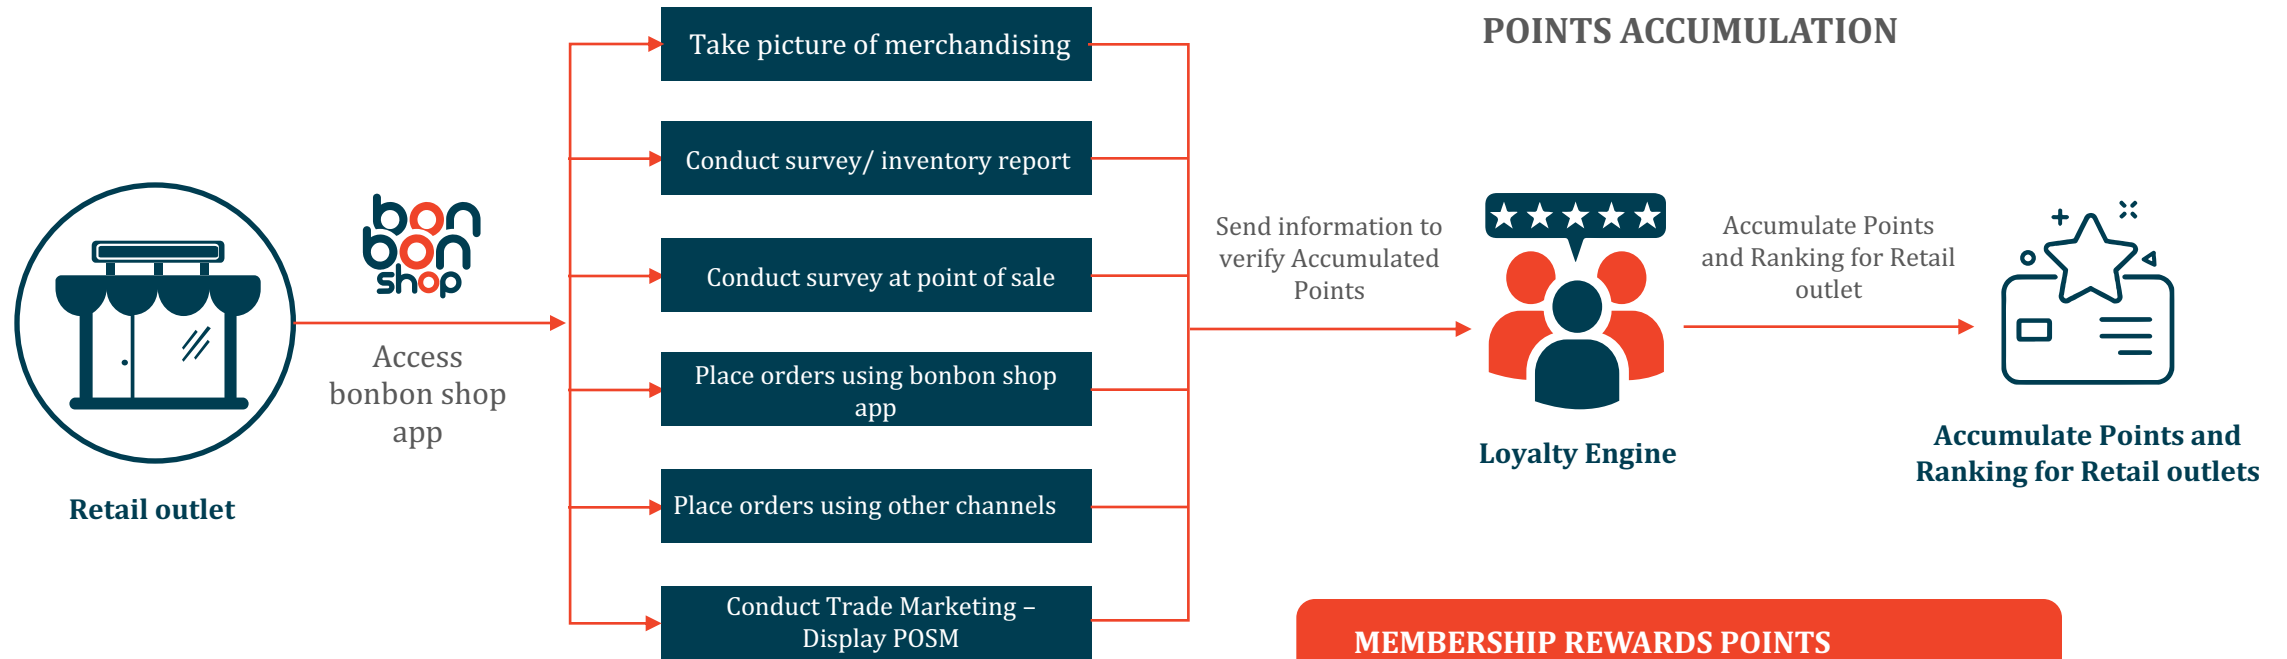 POINTS ACCUMULATION
Take picture of merchandising
Conduct survey/ inventory report
Conduct survey at point of sale
Place orders using bonbon shop
app
Place orders using other channels
Conduct Trade Marketing –
Display POSM
bon
bon
shop
Access
bonbon shop
app
Retail outlet
Send information to
verify Accumulated
Points
Loyalty Engine
Accumulate Points
and Ranking for Retail
outlet
Accumulate Points and
Ranking for Retail outlets
MEMBERSHIP REWARDS POINTS